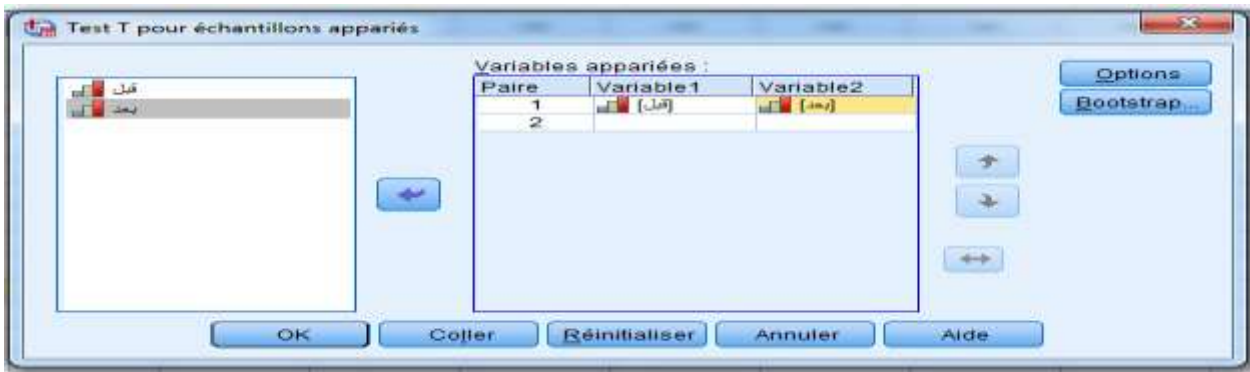 Test T pour échantillons appariés
قبل
بعد
Variables appariées :
Paire Variable1 Variable2
1 [قبل] [بعد]
2
Options
Bootstrap...
OK Coller Réinitialiser Annuler Aide